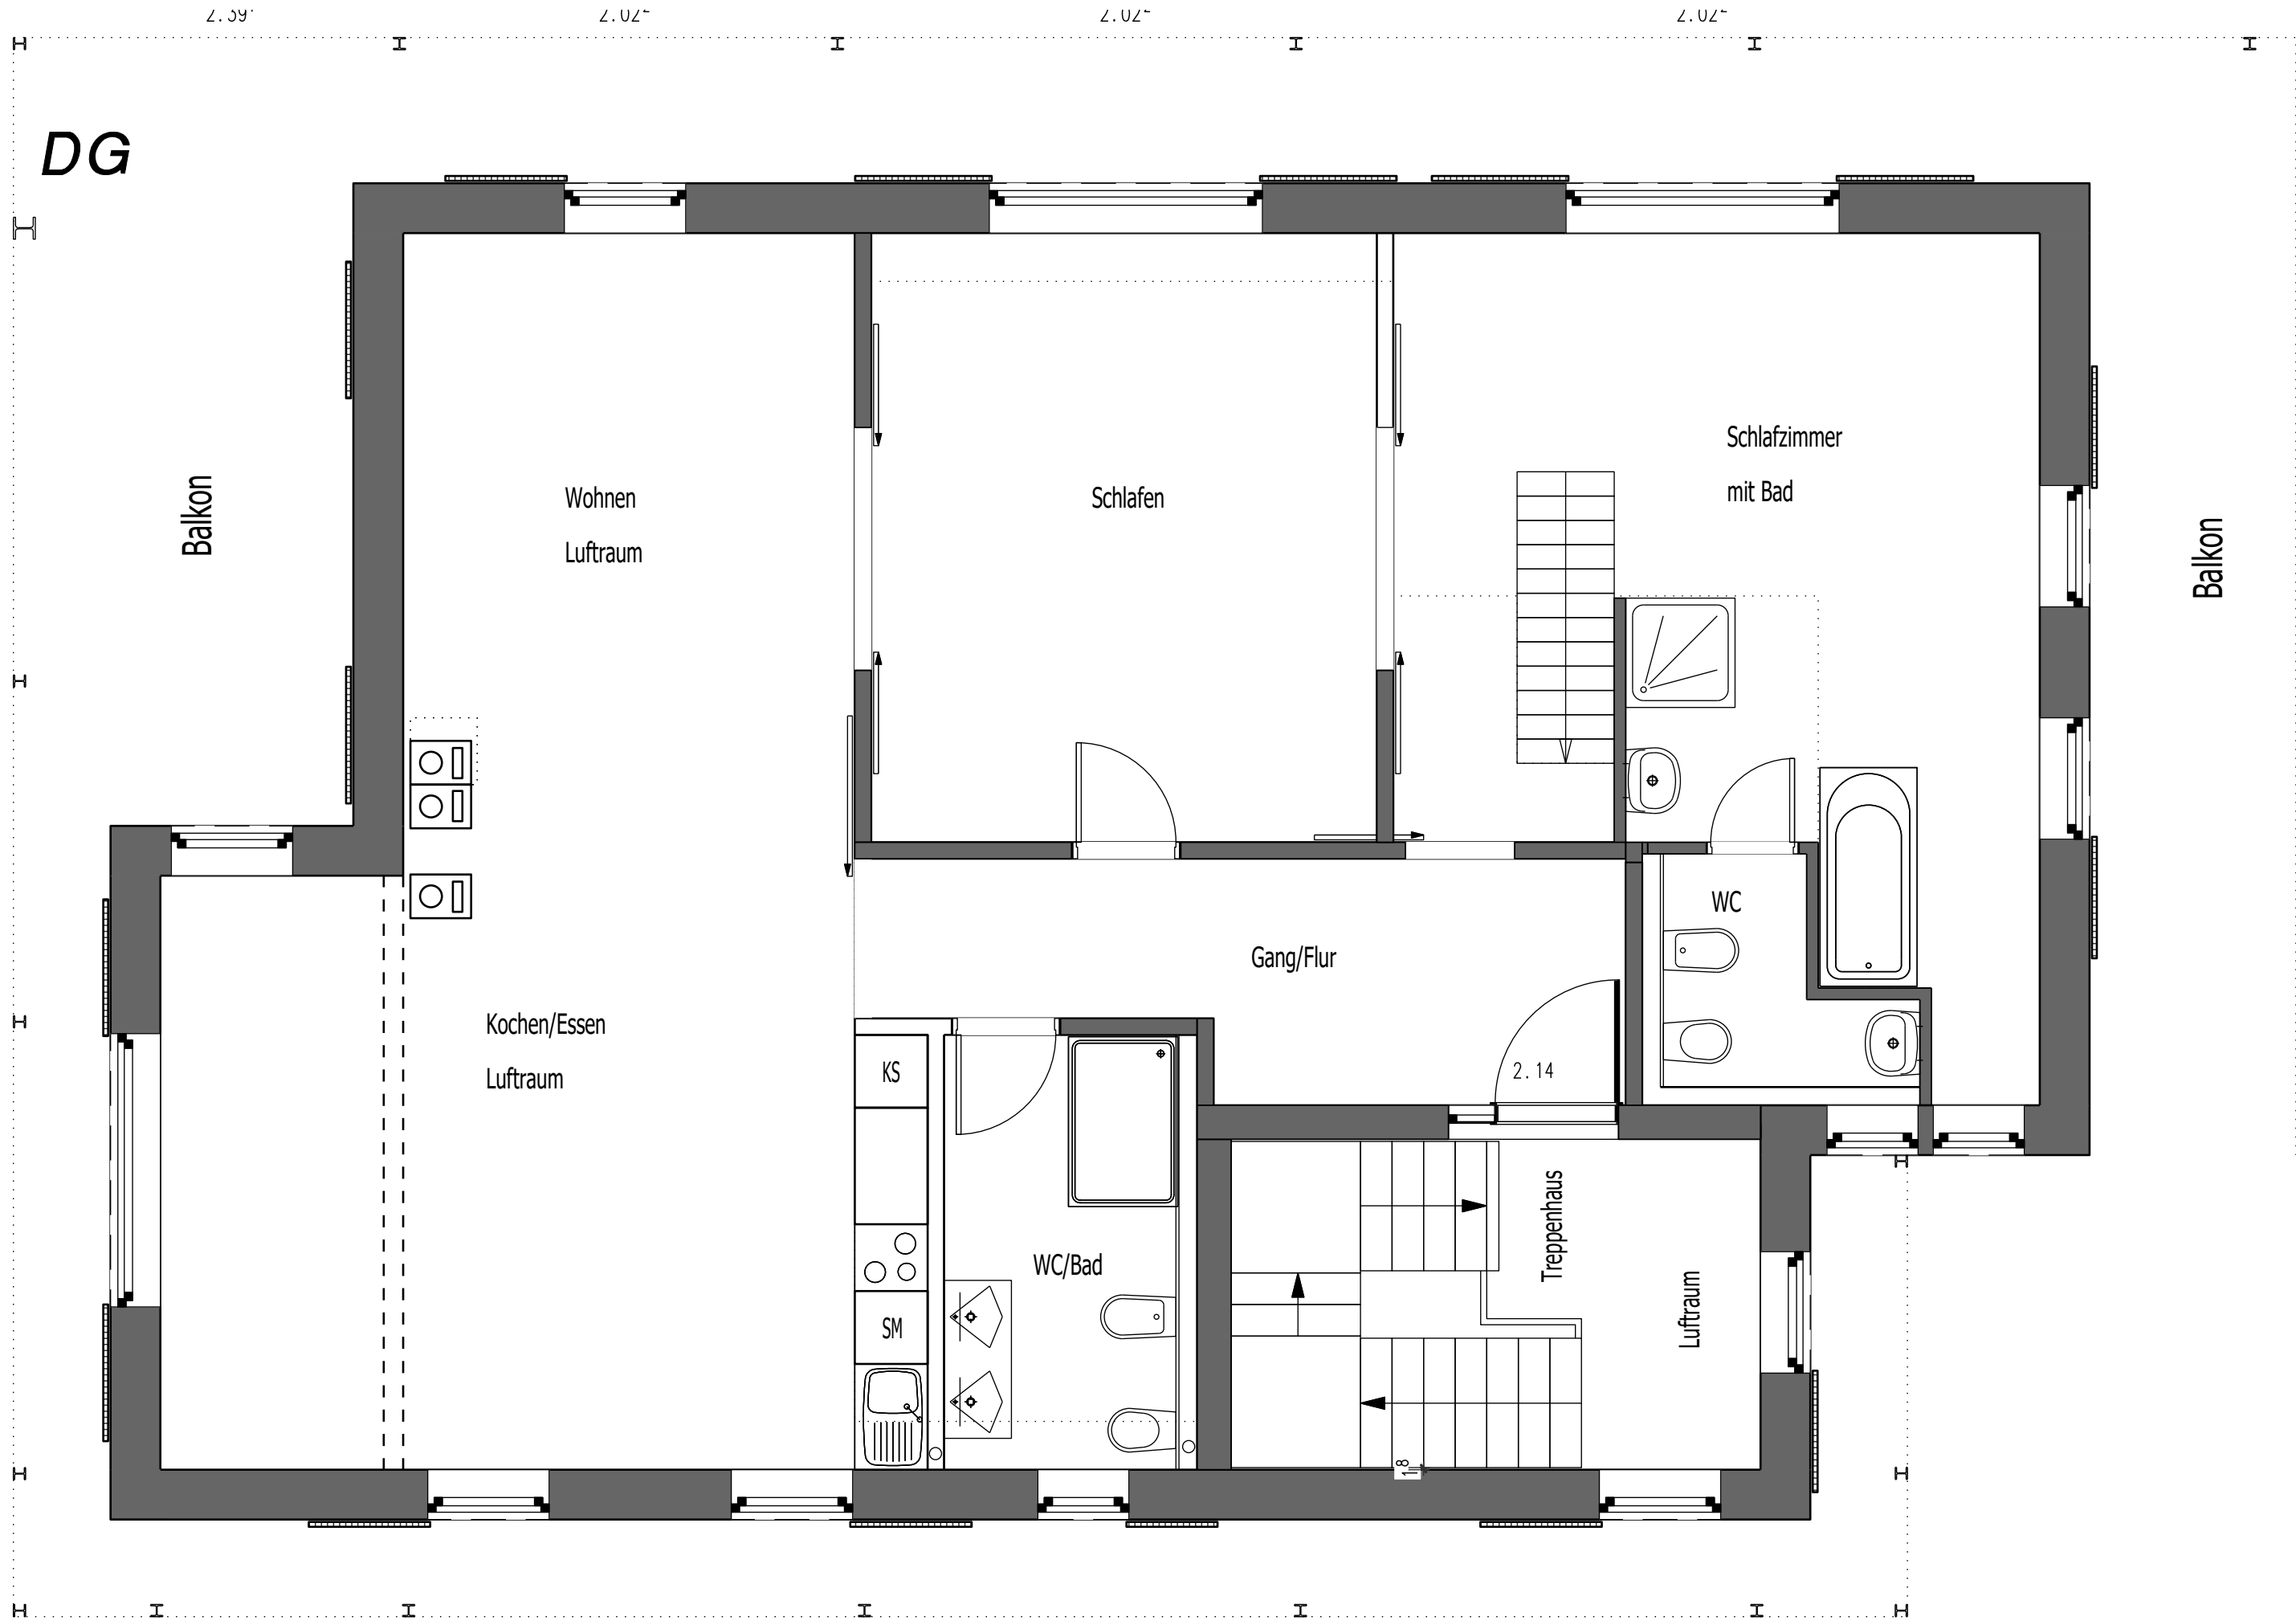 DG
Balkon
Wohnen
Luftraum
Schlafen
Schlafzimmer
mit Bad
Balkon
WC
Gang/Flur
Kochen/Essen
Luftraum
KS
2.14
WC/Bad
SM
Treppenhaus
Luftraum
18